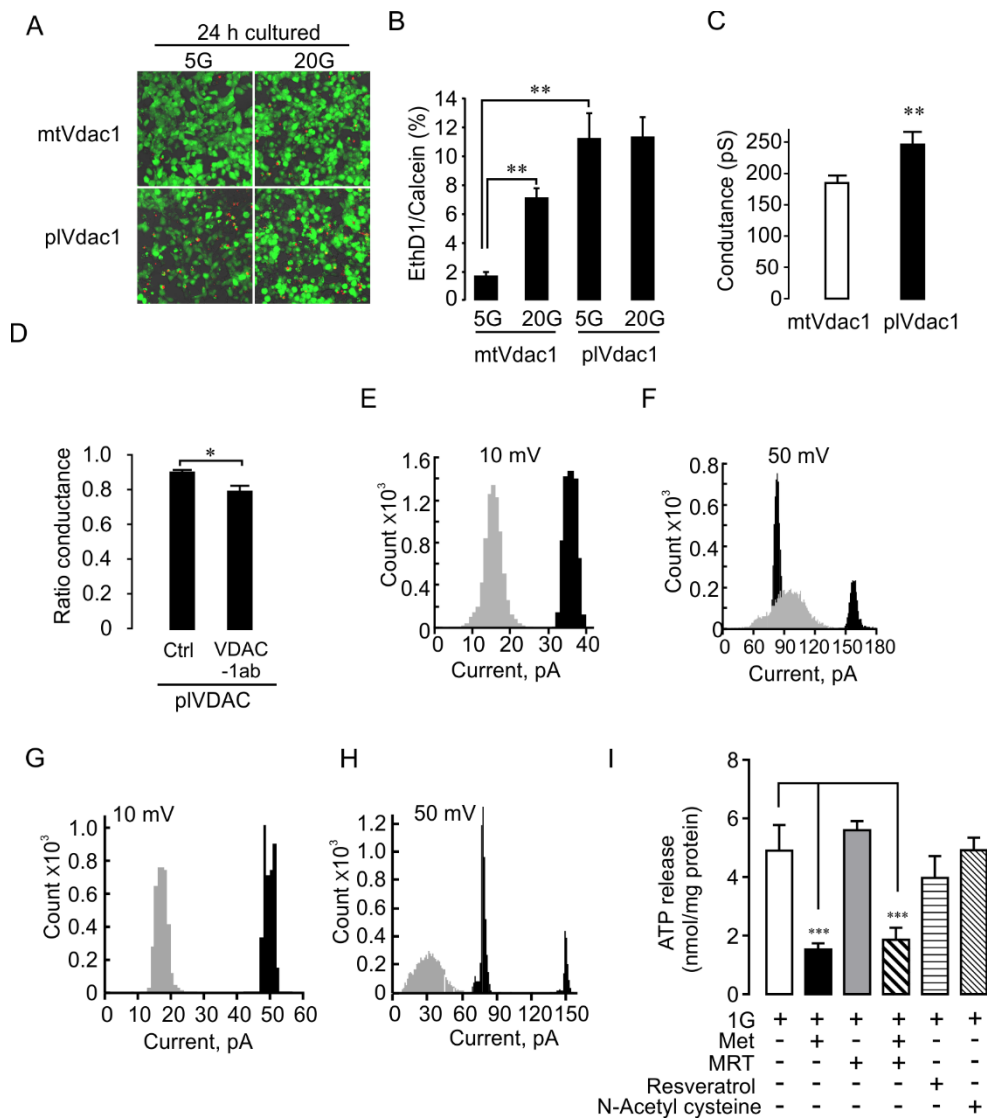 A
24 h cultured
5G 20G
mtVdac1
plVdac1
B
EthD1/Calcein (%)
14
12
10
8
6
4
2
0
**
**
5G 20G 5G 20G
mtVdac1 plVdac1
C
Condutance (pS)
250
200
150
100
50
0
**
mtVdac1 plVdac1
D
Ratio conductance
1.0
0.8
0.6
0.4
0.2
0
*
Ctrl VDAC
-1ab
plVDAC
E
10 mV
Count x10³
1.6
1.2
0.8
0.4
0
0 10 20 30 40
Current, pA
F
50 mV
Count x10³
0.8
0.6
0.4
0.2
0
0 60 90 120 150 180
Current, pA
G
10 mV
Count x10³
1.0
0.8
0.6
0.4
0.2
0
0 10 20 30 40 50 60
Current, pA
H
50 mV
Count x10³
1.2
1.0
0.8
0.6
0.4
0.2
0
0 30 60 90 120 150
Current, pA
I
ATP release
(nmol/mg protein)
8
6
4
2
0
***
***
1G + + + + + +
Met - + - + - -
MRT - - + + - -
Resveratrol - - - - + -
N-Acetyl cysteine - - - - - +